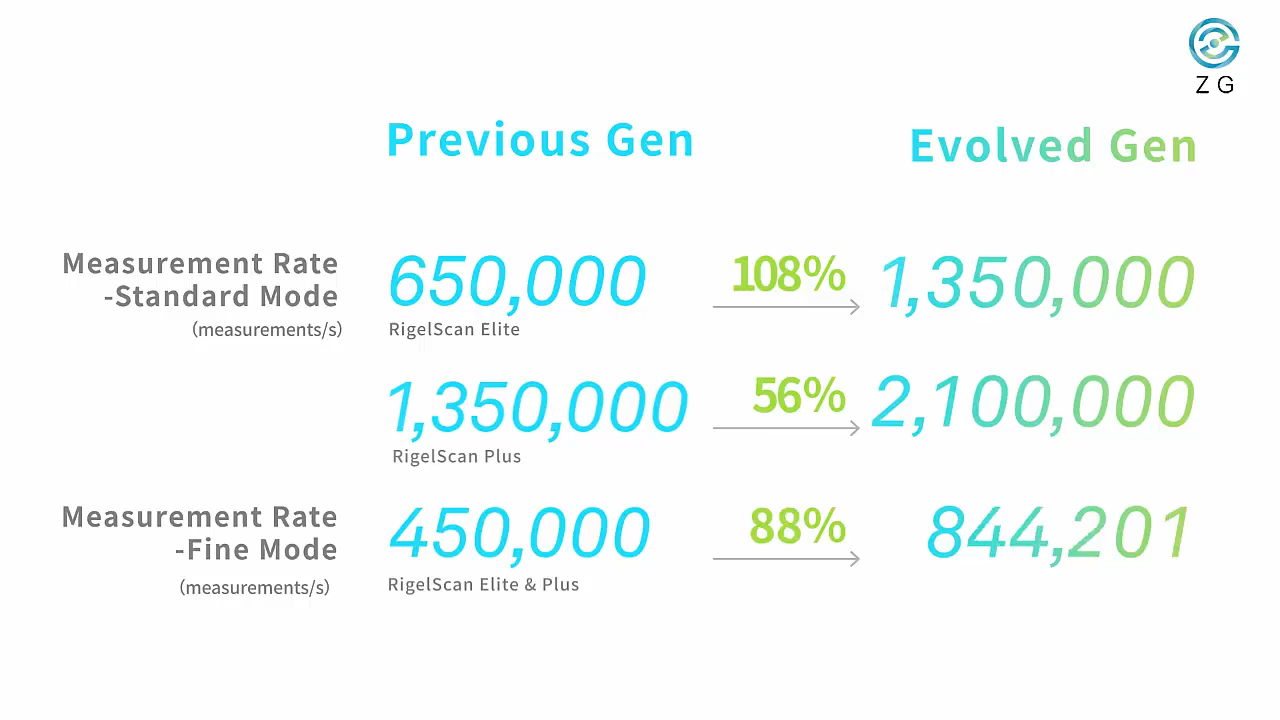 Z G
Previous Gen
Evolved Gen
Measurement Rate
-Standard Mode
(measurements/s)
650,000
RigelScan Elite
108%
1,350,000
1,350,000
RigelScan Plus
56%
2,100,000
Measurement Rate
-Fine Mode
(measurements/s)
450,000
RigelScan Elite & Plus
88%
844,201